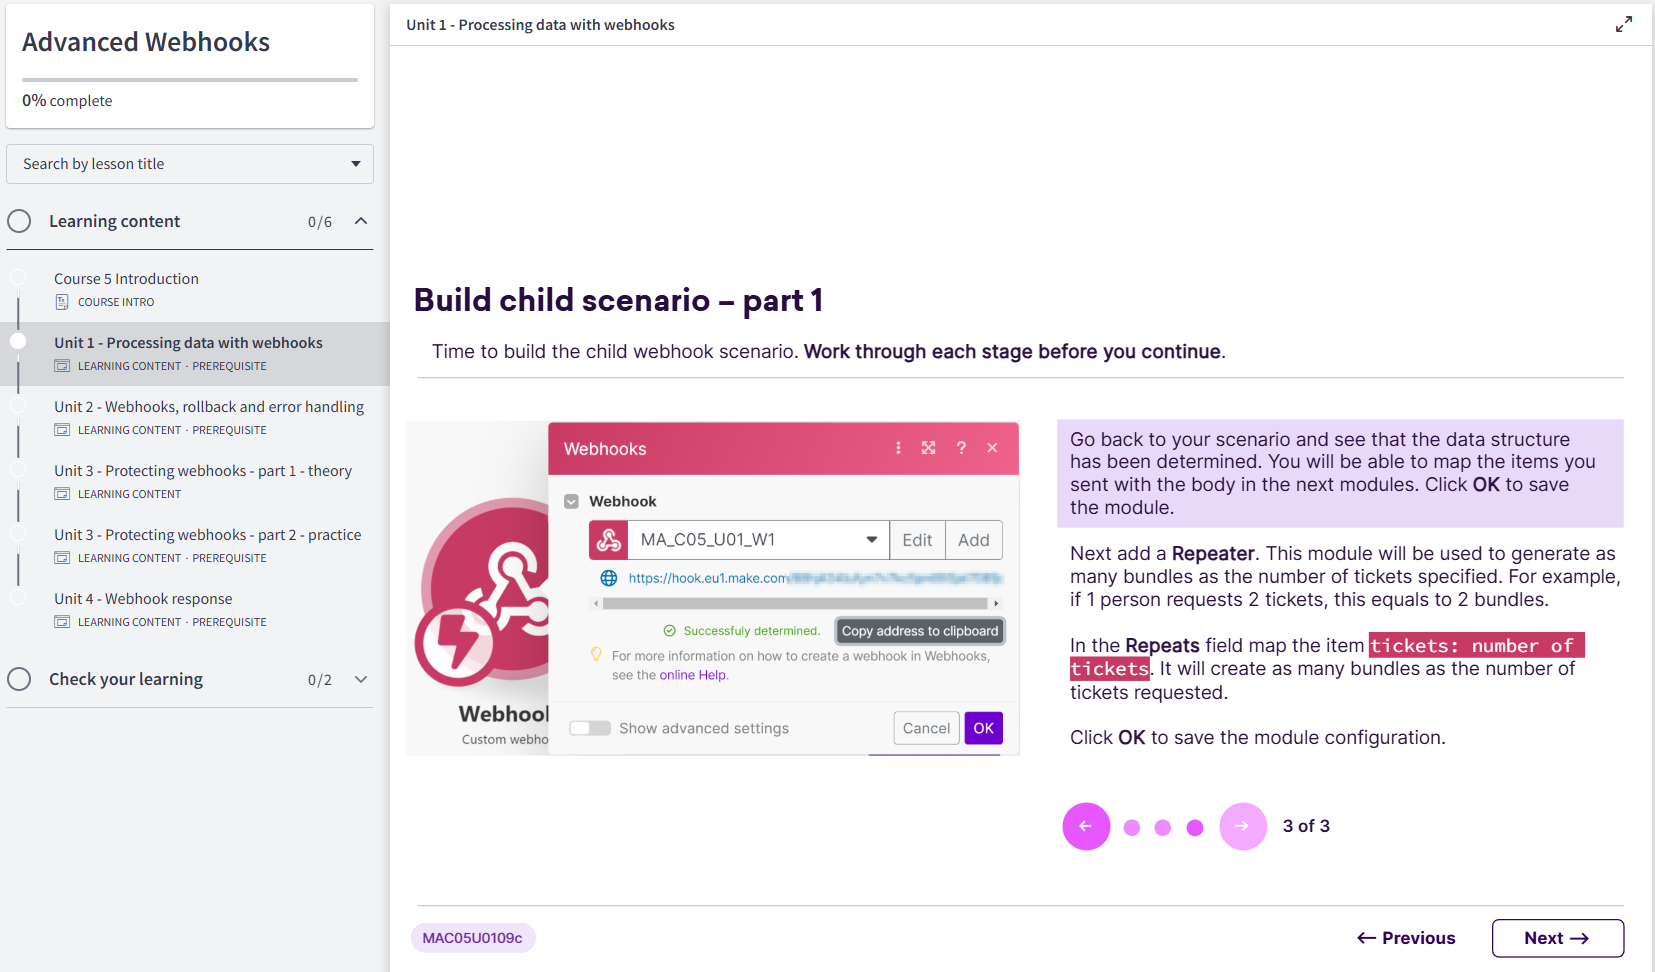 Advanced Webhooks
0% complete
Search by lesson title
Learning content 0/6
Course 5 Introduction
COURSE INTRO
Unit 1 - Processing data with webhooks
LEARNING CONTENT · PREREQUISITE
Unit 2 - Webhooks, rollback and error handling
LEARNING CONTENT · PREREQUISITE
Unit 3 - Protecting webhooks - part 1 - theory
LEARNING CONTENT
Unit 3 - Protecting webhooks - part 2 - practice
LEARNING CONTENT · PREREQUISITE
Unit 4 - Webhook response
LEARNING CONTENT · PREREQUISITE
Check your learning 0/2
Unit 1 - Processing data with webhooks
Build child scenario – part 1
Time to build the child webhook scenario. Work through each stage before you continue.
Webhooks
Webhook
MA_C05_U01_W1
Edit
Add
https://hook.eu1.make.com
Successfuly determined.
Copy address to clipboard
For more information on how to create a webhook in Webhooks,
see the online Help.
Show advanced settings
Cancel
OK
Webhool
Custom webho
Go back to your scenario and see that the data structure
has been determined. You will be able to map the items you
sent with the body in the next modules. Click OK to save
the module.
Next add a Repeater. This module will be used to generate as
many bundles as the number of tickets specified. For example,
if 1 person requests 2 tickets, this equals to 2 bundles.
In the Repeats field map the item tickets: number of
tickets. It will create as many bundles as the number of
tickets requested.
Click OK to save the module configuration.
3 of 3
MAC05U0109c
← Previous
Next →